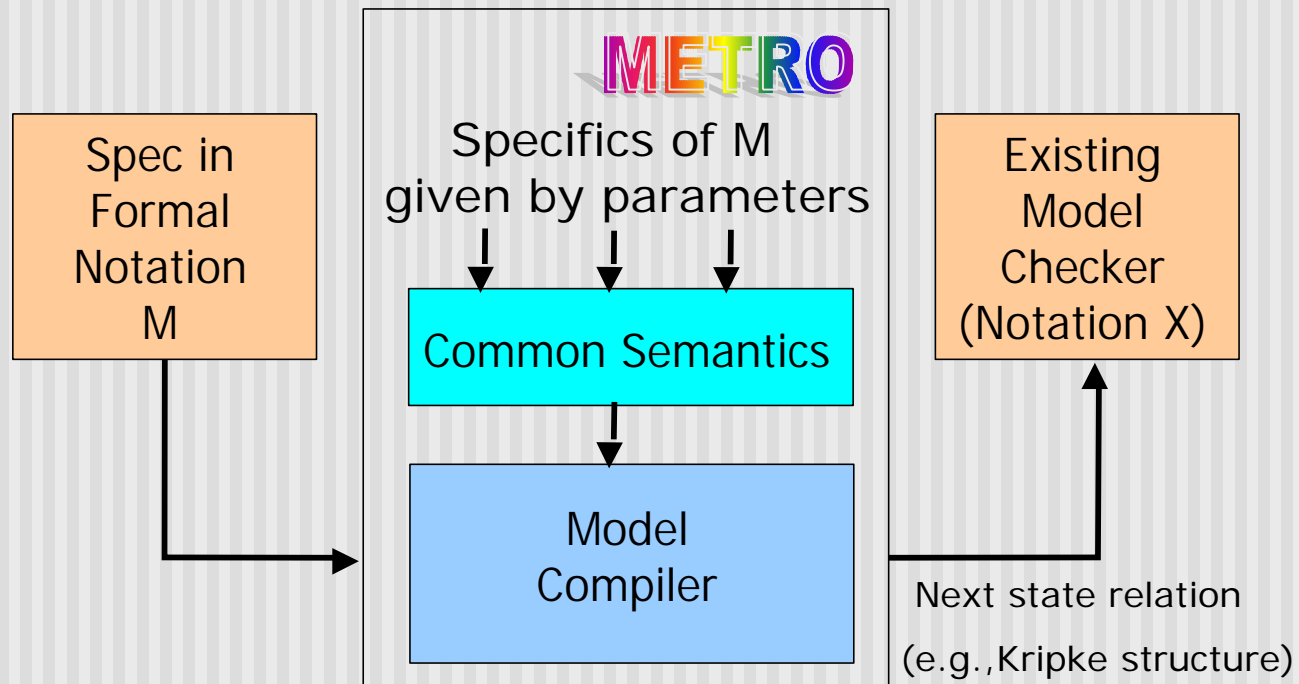 METRO
Spec in
Formal
Notation
M
Specifics of M
given by parameters
Common Semantics
Model
Compiler
Existing
Model
Checker
(Notation X)
Next state relation
(e.g.,Kripke structure)